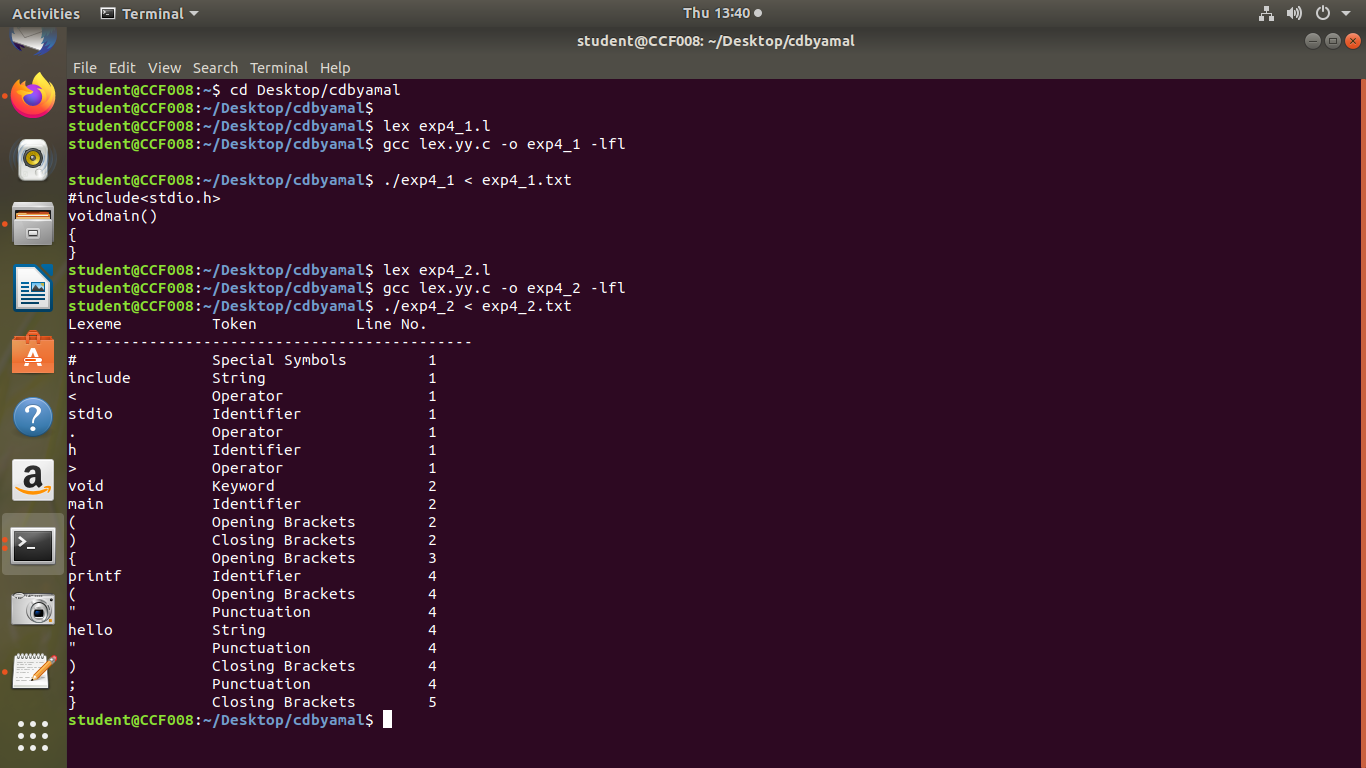 Activities Terminal Thu 13:40
student@CCF008: ~/Desktop/cdbyamal
File Edit View Search Terminal Help
student@CCF008:~$ cd Desktop/cdbyamal
student@CCF008:~/Desktop/cdbyamal$
student@CCF008:~/Desktop/cdbyamal$ lex exp4_1.l
student@CCF008:~/Desktop/cdbyamal$ gcc lex.yy.c -o exp4_1 -lfl
student@CCF008:~/Desktop/cdbyamal$ ./exp4_1 < exp4_1.txt
#include<stdio.h>
voidmain()
{
}
student@CCF008:~/Desktop/cdbyamal$ lex exp4_2.l
student@CCF008:~/Desktop/cdbyamal$ gcc lex.yy.c -o exp4_2 -lfl
student@CCF008:~/Desktop/cdbyamal$ ./exp4_2 < exp4_2.txt
Lexeme Token Line No.
---------------------------------------------
# Special Symbols 1
include String 1
< Operator 1
stdio Identifier 1
. Operator 1
h Identifier 1
> Operator 1
void Keyword 2
main Identifier 2
( Opening Brackets 2
) Closing Brackets 2
{ Opening Brackets 3
printf Identifier 4
( Opening Brackets 4
" Punctuation 4
hello String 4
" Punctuation 4
) Closing Brackets 4
; Punctuation 4
} Closing Brackets 5
student@CCF008:~/Desktop/cdbyamal$